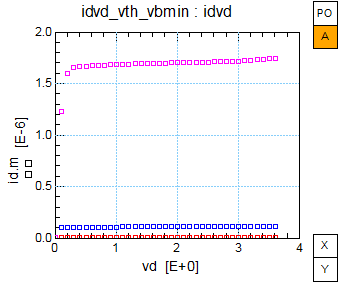 idvd_vth_vbmin : idvd
PO
A
2.0
1.5
1.0
0.5
0.0
id.m [E-6]
0 1 2 3 4
vd [E+0]
X
Y